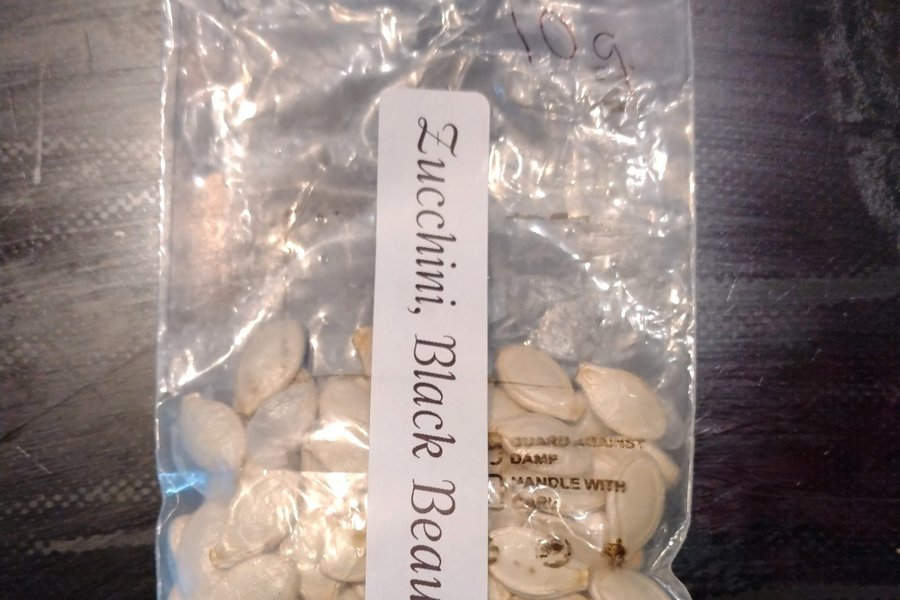 10g
Zucchini, Black Beau
GUARD AGAINST
DAMP
HANDLE WITH